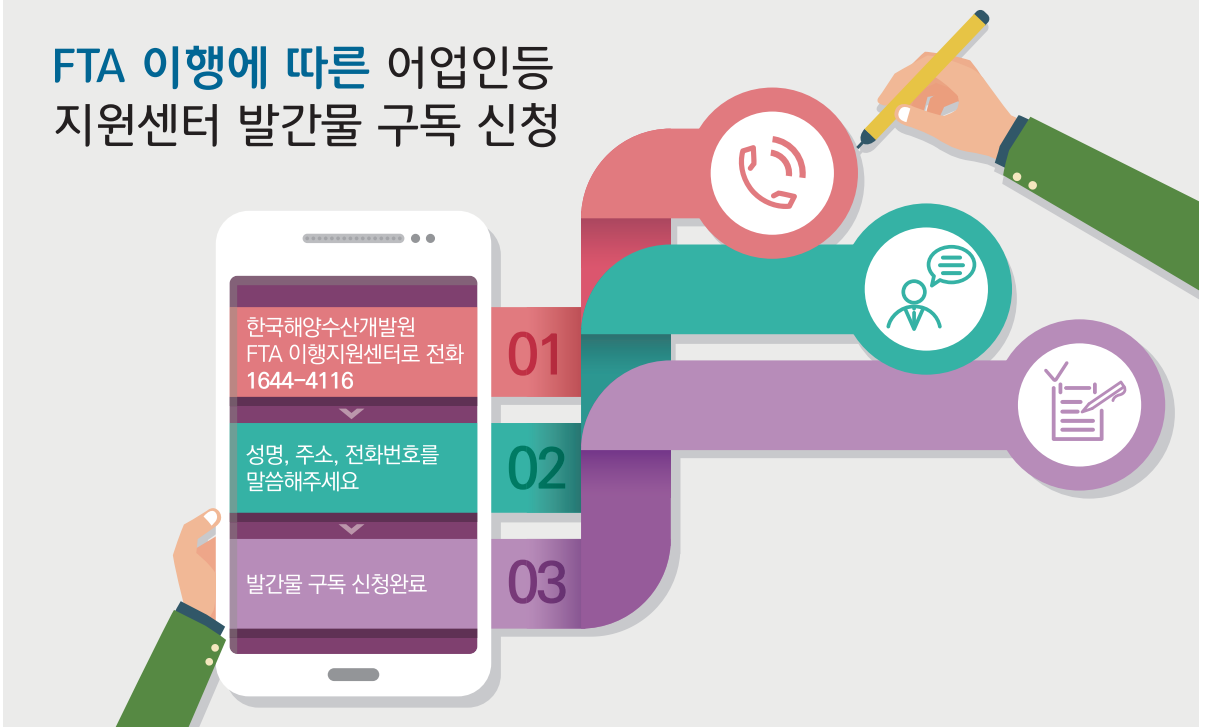 FTA 이행에 따른 어업인등
지원센터 발간물 구독 신청
한국해양수산개발원
FTA 이행지원센터로 전화
1644-4116
01
성명, 주소, 전화번호를
말씀해주세요
02
발간물 구독 신청완료
03